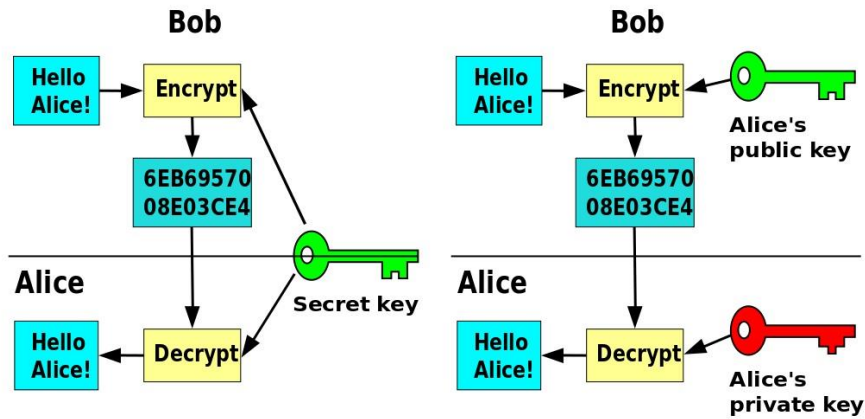 Bob
Hello
Alice!
Encrypt
6EB69570
08E03CE4
Secret key
Alice
Hello
Alice!
Decrypt
Bob
Hello
Alice!
Encrypt
Alice's
public key
6EB69570
08E03CE4
Alice
Hello
Alice!
Decrypt
Alice's
private key